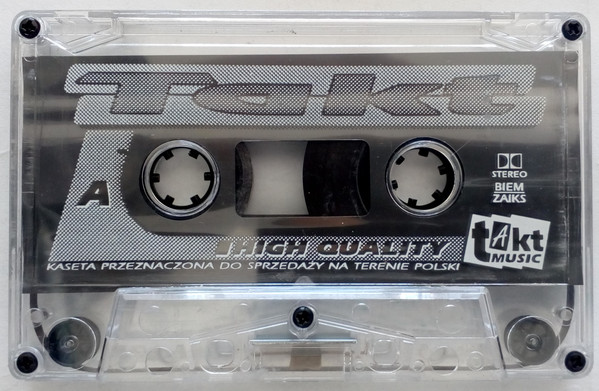 Takt
A
STEREO
BIEM
ZAIKS
HIGH QUALITY
tAkt
MUSIC
KASETA PRZEZNACZONA DO SPRZEDAŻY NA TERENIE POLSKI